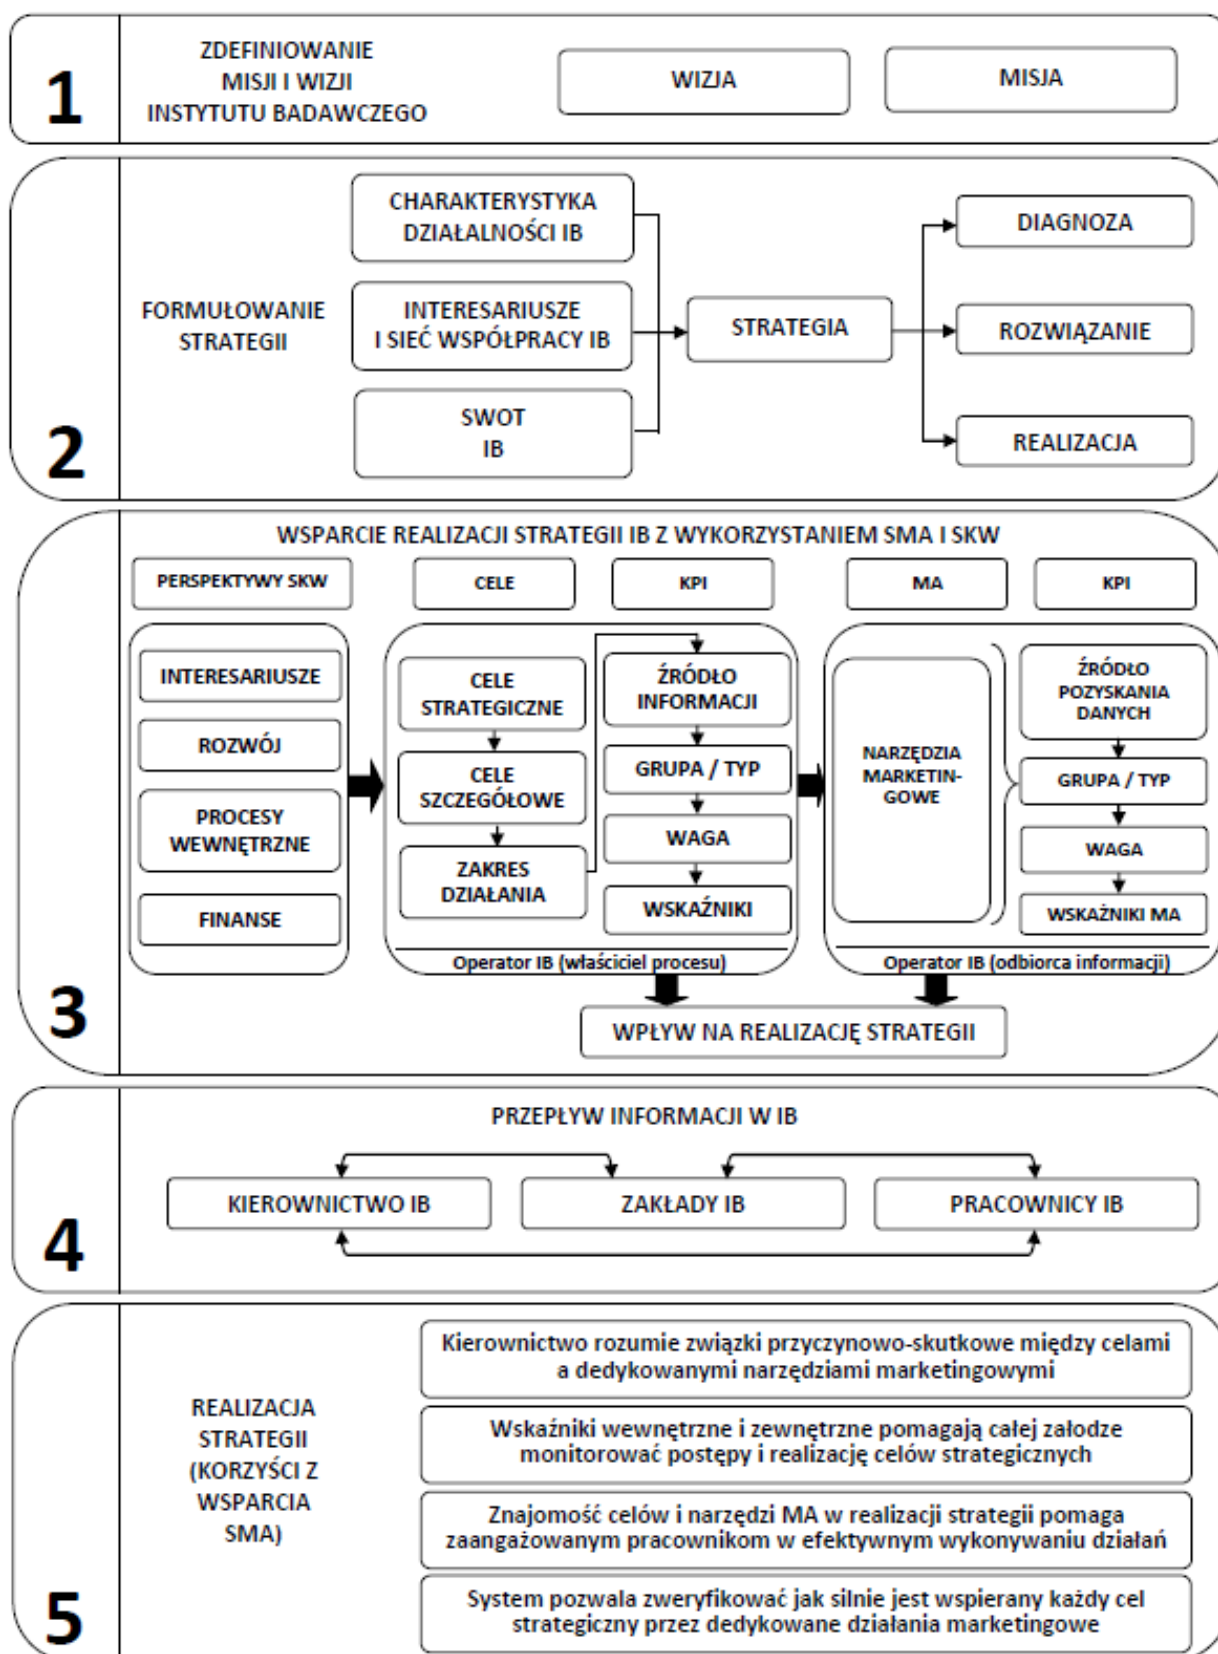 1
ZDEFINIOWANIE
MISJI I WIZJI
INSTYTUTU BADAWCZEGO
WIZJA
MISJA
2
FORMUŁOWANIE
STRATEGII
CHARAKTERYSTYKA
DZIAŁALNOŚCI IB
INTERESARIUSZE
I SIEĆ WSPÓŁPRACY IB
SWOT
IB
STRATEGIA
DIAGNOZA
ROZWIĄZANIE
REALIZACJA
3
WSPARCIE REALIZACJI STRATEGII IB Z WYKORZYSTANIEM SMA I SKW
PERSPEKTYWY SKW
CELE
KPI
MA
KPI
INTERESARIUSZE
ROZWÓJ
PROCESY
WEWNĘTRZNE
FINANSE
CELE
STRATEGICZNE
CELE
SZCZEGÓŁOWE
ZAKRES
DZIAŁANIA
ŹRÓDŁO
INFORMACJI
GRUPA / TYP
WAGA
WSKAŹNIKI
Operator IB (właściciel procesu)
NARZĘDZIA
MARKETIN-
GOWE
ŹRÓDŁO
POZYSKANIA
DANYCH
GRUPA / TYP
WAGA
WSKAŹNIKI MA
Operator IB (odbiorca informacji)
WPŁYW NA REALIZACJĘ STRATEGII
4
PRZEPŁYW INFORMACJI W IB
KIEROWNICTWO IB
ZAKŁADY IB
PRACOWNICY IB
5
REALIZACJA
STRATEGII
(KORZYŚCI Z
WSPARCIA
SMA)
Kierownictwo rozumie związki przyczynowo-skutkowe między celami
a dedykowanymi narzędziami marketingowymi
Wskaźniki wewnętrzne i zewnętrzne pomagają całej załodze
monitorować postępy i realizację celów strategicznych
Znajomość celów i narzędzi MA w realizacji strategii pomaga
zaangażowanym pracownikom w efektywnym wykonywaniu działań
System pozwala zweryfikować jak silnie jest wspierany każdy cel
strategiczny przez dedykowane działania marketingowe